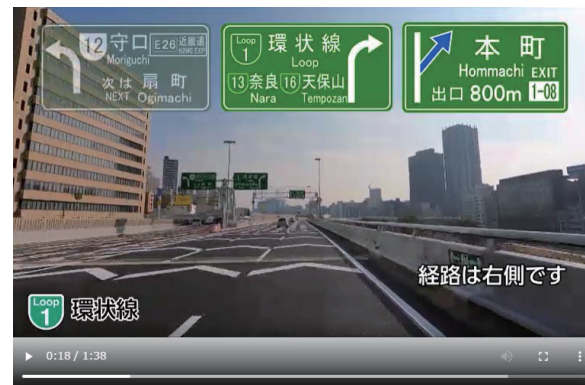 12 守口 E26 近畿道
KINKI EXP
Moriguchi
次は 扇町
NEXT Ogimachi
Loop 1 環状線
Loop
13 奈良 16 天保山
Nara Tempozan
本町
Hommachi EXIT
出口 800m 1-08
経路は右側です
Loop 1 環状線
0:18 / 1:38